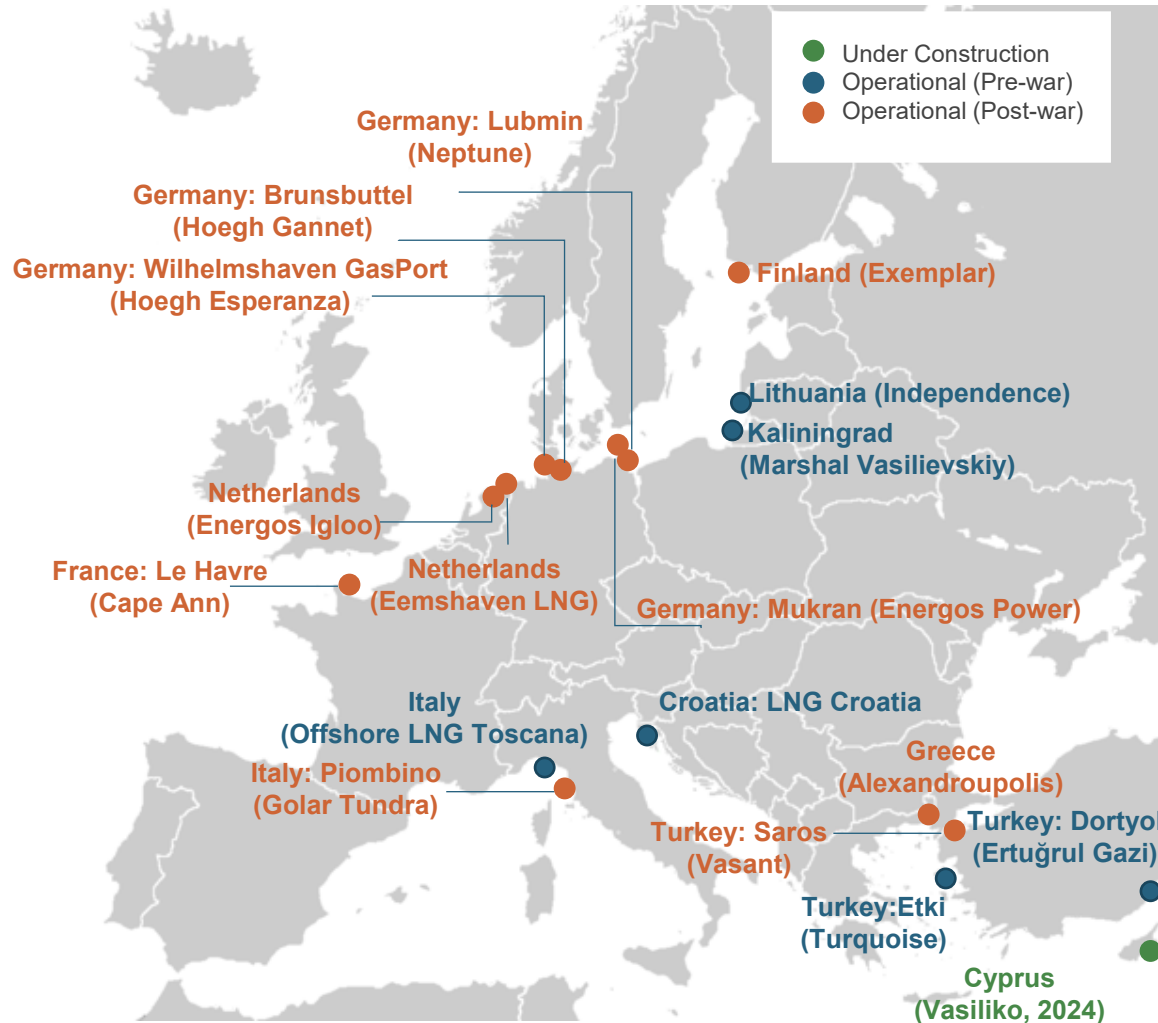 Under Construction
Operational (Pre-war)
Operational (Post-war)
Germany: Lubmin
(Neptune)
Germany: Brunsbuttel
(Hoegh Gannet)
Germany: Wilhelmshaven GasPort
(Hoegh Esperanza)
Finland (Exemplar)
Lithuania (Independence)
Kaliningrad
(Marshal Vasilievskiy)
Netherlands
(Energos Igloo)
France: Le Havre
(Cape Ann)
Netherlands
(Eemshaven LNG)
Germany: Mukran (Energos Power)
Italy
(Offshore LNG Toscana)
Croatia: LNG Croatia
Italy: Piombino
(Golar Tundra)
Greece
(Alexandroupolis)
Turkey: Saros
(Vasant)
Turkey: Dortyol
(Ertuğrul Gazi)
Turkey:Etki
(Turquoise)
Cyprus
(Vasiliko, 2024)